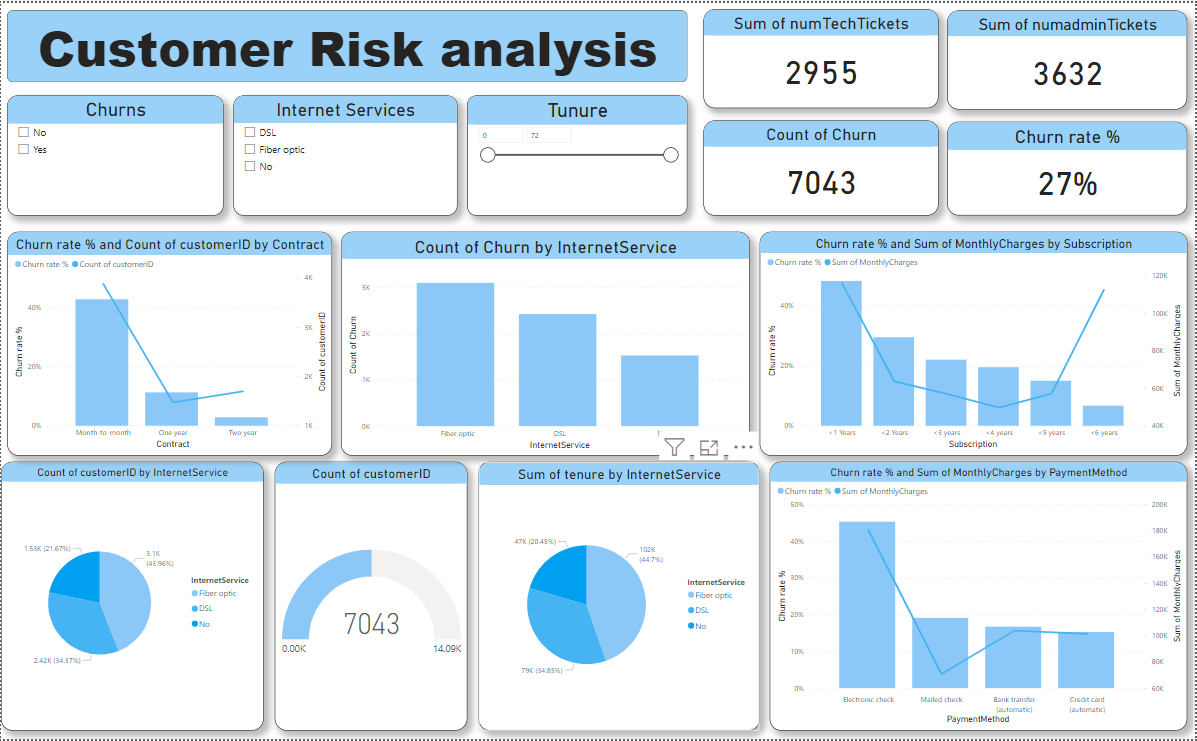 Customer Risk analysis
Sum of numTechTickets
2955
Sum of numadminTickets
3632
Churns
No
Yes
Internet Services
DSL
Fiber optic
No
Tunure
0
72
Count of Churn
7043
Churn rate %
27%
Churn rate % and Count of customerID by Contract
Churn rate %
Count of customerID
40%
20%
0%
4K
3K
2K
1K
Churn rate %
Count of customerID
Month-to-month
One year
Two year
Contract
Count of Churn by InternetService
3K
2K
1K
0K
Count of Churn
Fiber optic
DSL
InternetService
Churn rate % and Sum of MonthlyCharges by Subscription
Churn rate %
Sum of MonthlyCharges
40%
20%
0%
120K
100K
80K
60K
40K
Churn rate %
Sum of MonthlyCharges
<1 Years
<2 Years
<3 years
<4 years
<5 years
<6 years
Subscription
Count of customerID by InternetService
1.53K (21.67%)
3.1K
(43.96%)
2.42K (34.37%)
InternetService
Fiber optic
DSL
No
Count of customerID
7043
0.00K
14.09K
Sum of tenure by InternetService
47K (20.45%)
102K
(44.7%)
79K (34.85%)
InternetService
Fiber optic
DSL
No
Churn rate % and Sum of MonthlyCharges by PaymentMethod
Churn rate %
Sum of MonthlyCharges
50%
40%
30%
20%
10%
0%
200K
180K
160K
140K
120K
100K
80K
60K
Churn rate %
Sum of MonthlyCharges
Electronic check
Mailed check
Bank transfer
(automatic)
Credit card
(automatic)
PaymentMethod